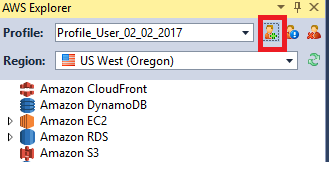 AWS Explorer
Profile: Profile_User_02_02_2017
Region: US West (Oregon)
Amazon CloudFront
Amazon DynamoDB
Amazon EC2
Amazon RDS
Amazon S3